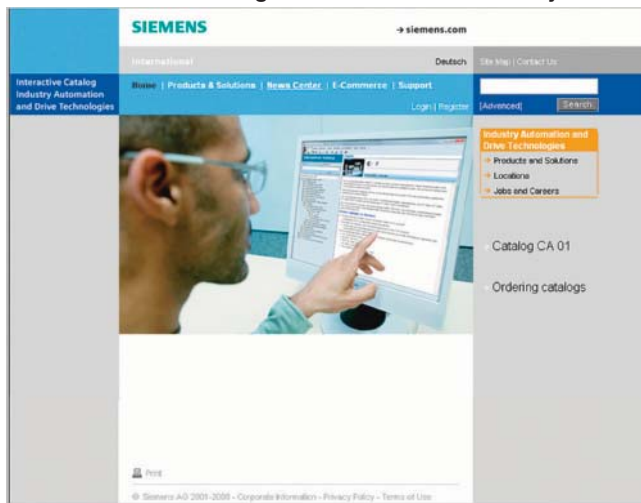 SIEMENS
→ siemens.com
International
Deutsch
Site Map | Contact Us
Interactive Catalog
Industry Automation
and Drive Technologies
Home | Products & Solutions | News Center | E-Commerce | Support
Login | Register
[Advanced]
Search
Industry Automation and
Drive Technologies
→ Products and Solutions
→ Locations
→ Jobs and Careers
Catalog CA 01
Ordering catalogs
Print
© Siemens AG 2001-2008 - Corporate Information - Privacy Policy - Terms of Use